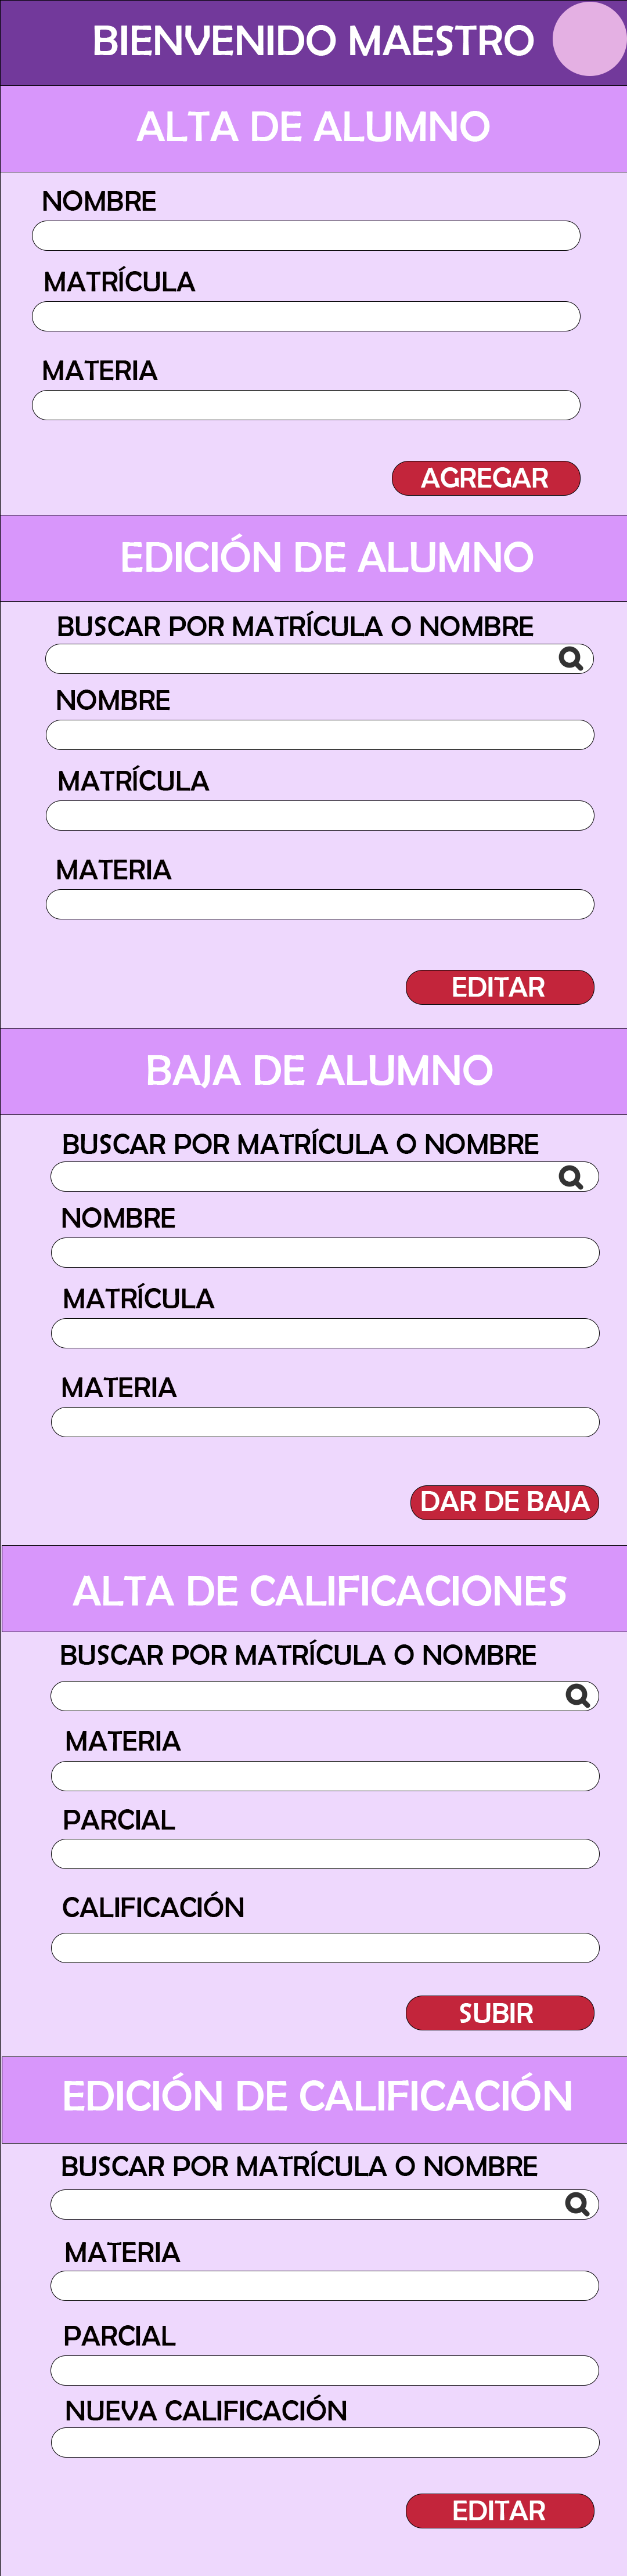 BIENVENIDO MAESTRO
ALTA DE ALUMNO
NOMBRE
MATRÍCULA
MATERIA
AGREGAR
EDICIÓN DE ALUMNO
BUSCAR POR MATRÍCULA O NOMBRE
NOMBRE
MATRÍCULA
MATERIA
EDITAR
BAJA DE ALUMNO
BUSCAR POR MATRÍCULA O NOMBRE
NOMBRE
MATRÍCULA
MATERIA
DAR DE BAJA
ALTA DE CALIFICACIONES
BUSCAR POR MATRÍCULA O NOMBRE
MATERIA
PARCIAL
CALIFICACIÓN
SUBIR
EDICIÓN DE CALIFICACIÓN
BUSCAR POR MATRÍCULA O NOMBRE
MATERIA
PARCIAL
NUEVA CALIFICACIÓN
EDITAR